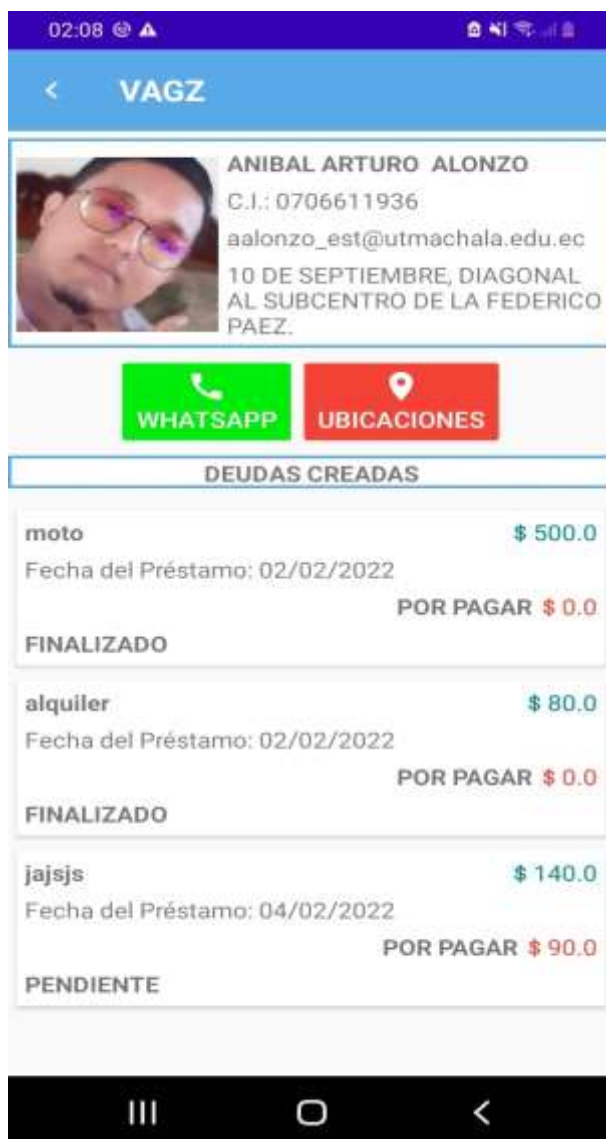 02:08
VAGZ
ANIBAL ARTURO ALONZO
C.I.: 0706611936
aalonzo_est@utmachala.edu.ec
10 DE SEPTIEMBRE, DIAGONAL
AL SUBCENTRO DE LA FEDERICO
PAEZ.
WHATSAPP
UBICACIONES
DEUDAS CREADAS
moto $ 500.0
Fecha del Préstamo: 02/02/2022
POR PAGAR $ 0.0
FINALIZADO
alquiler $ 80.0
Fecha del Préstamo: 02/02/2022
POR PAGAR $ 0.0
FINALIZADO
jajsjs $ 140.0
Fecha del Préstamo: 04/02/2022
POR PAGAR $ 90.0
PENDIENTE